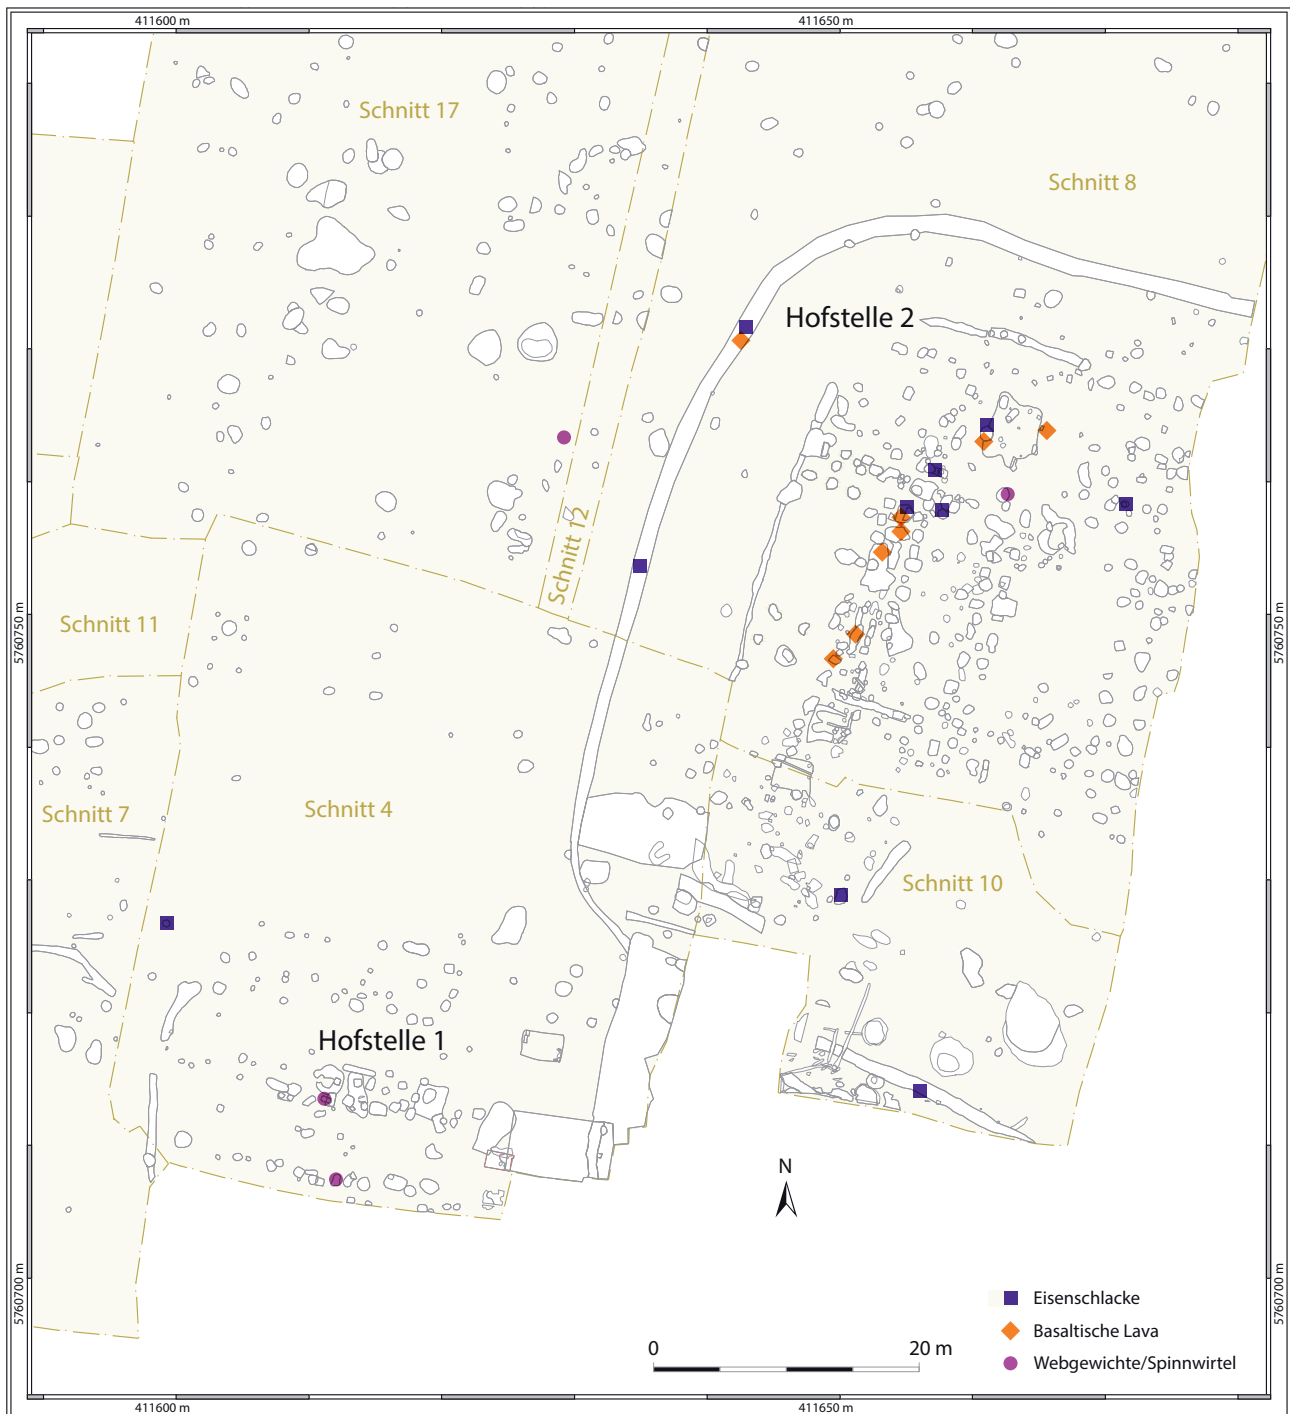 411600 m
411650 m
Schnitt 17
Schnitt 8
Hofstelle 2
Schnitt 12
Schnitt 11
5760750 m
5760750 m
Schnitt 7
Schnitt 4
Schnitt 10
Hofstelle 1
N
5760700 m
5760700 m
Eisenschlacke
Basaltische Lava
Webgewichte/Spinnwirtel
0
20 m
411600 m
411650 m